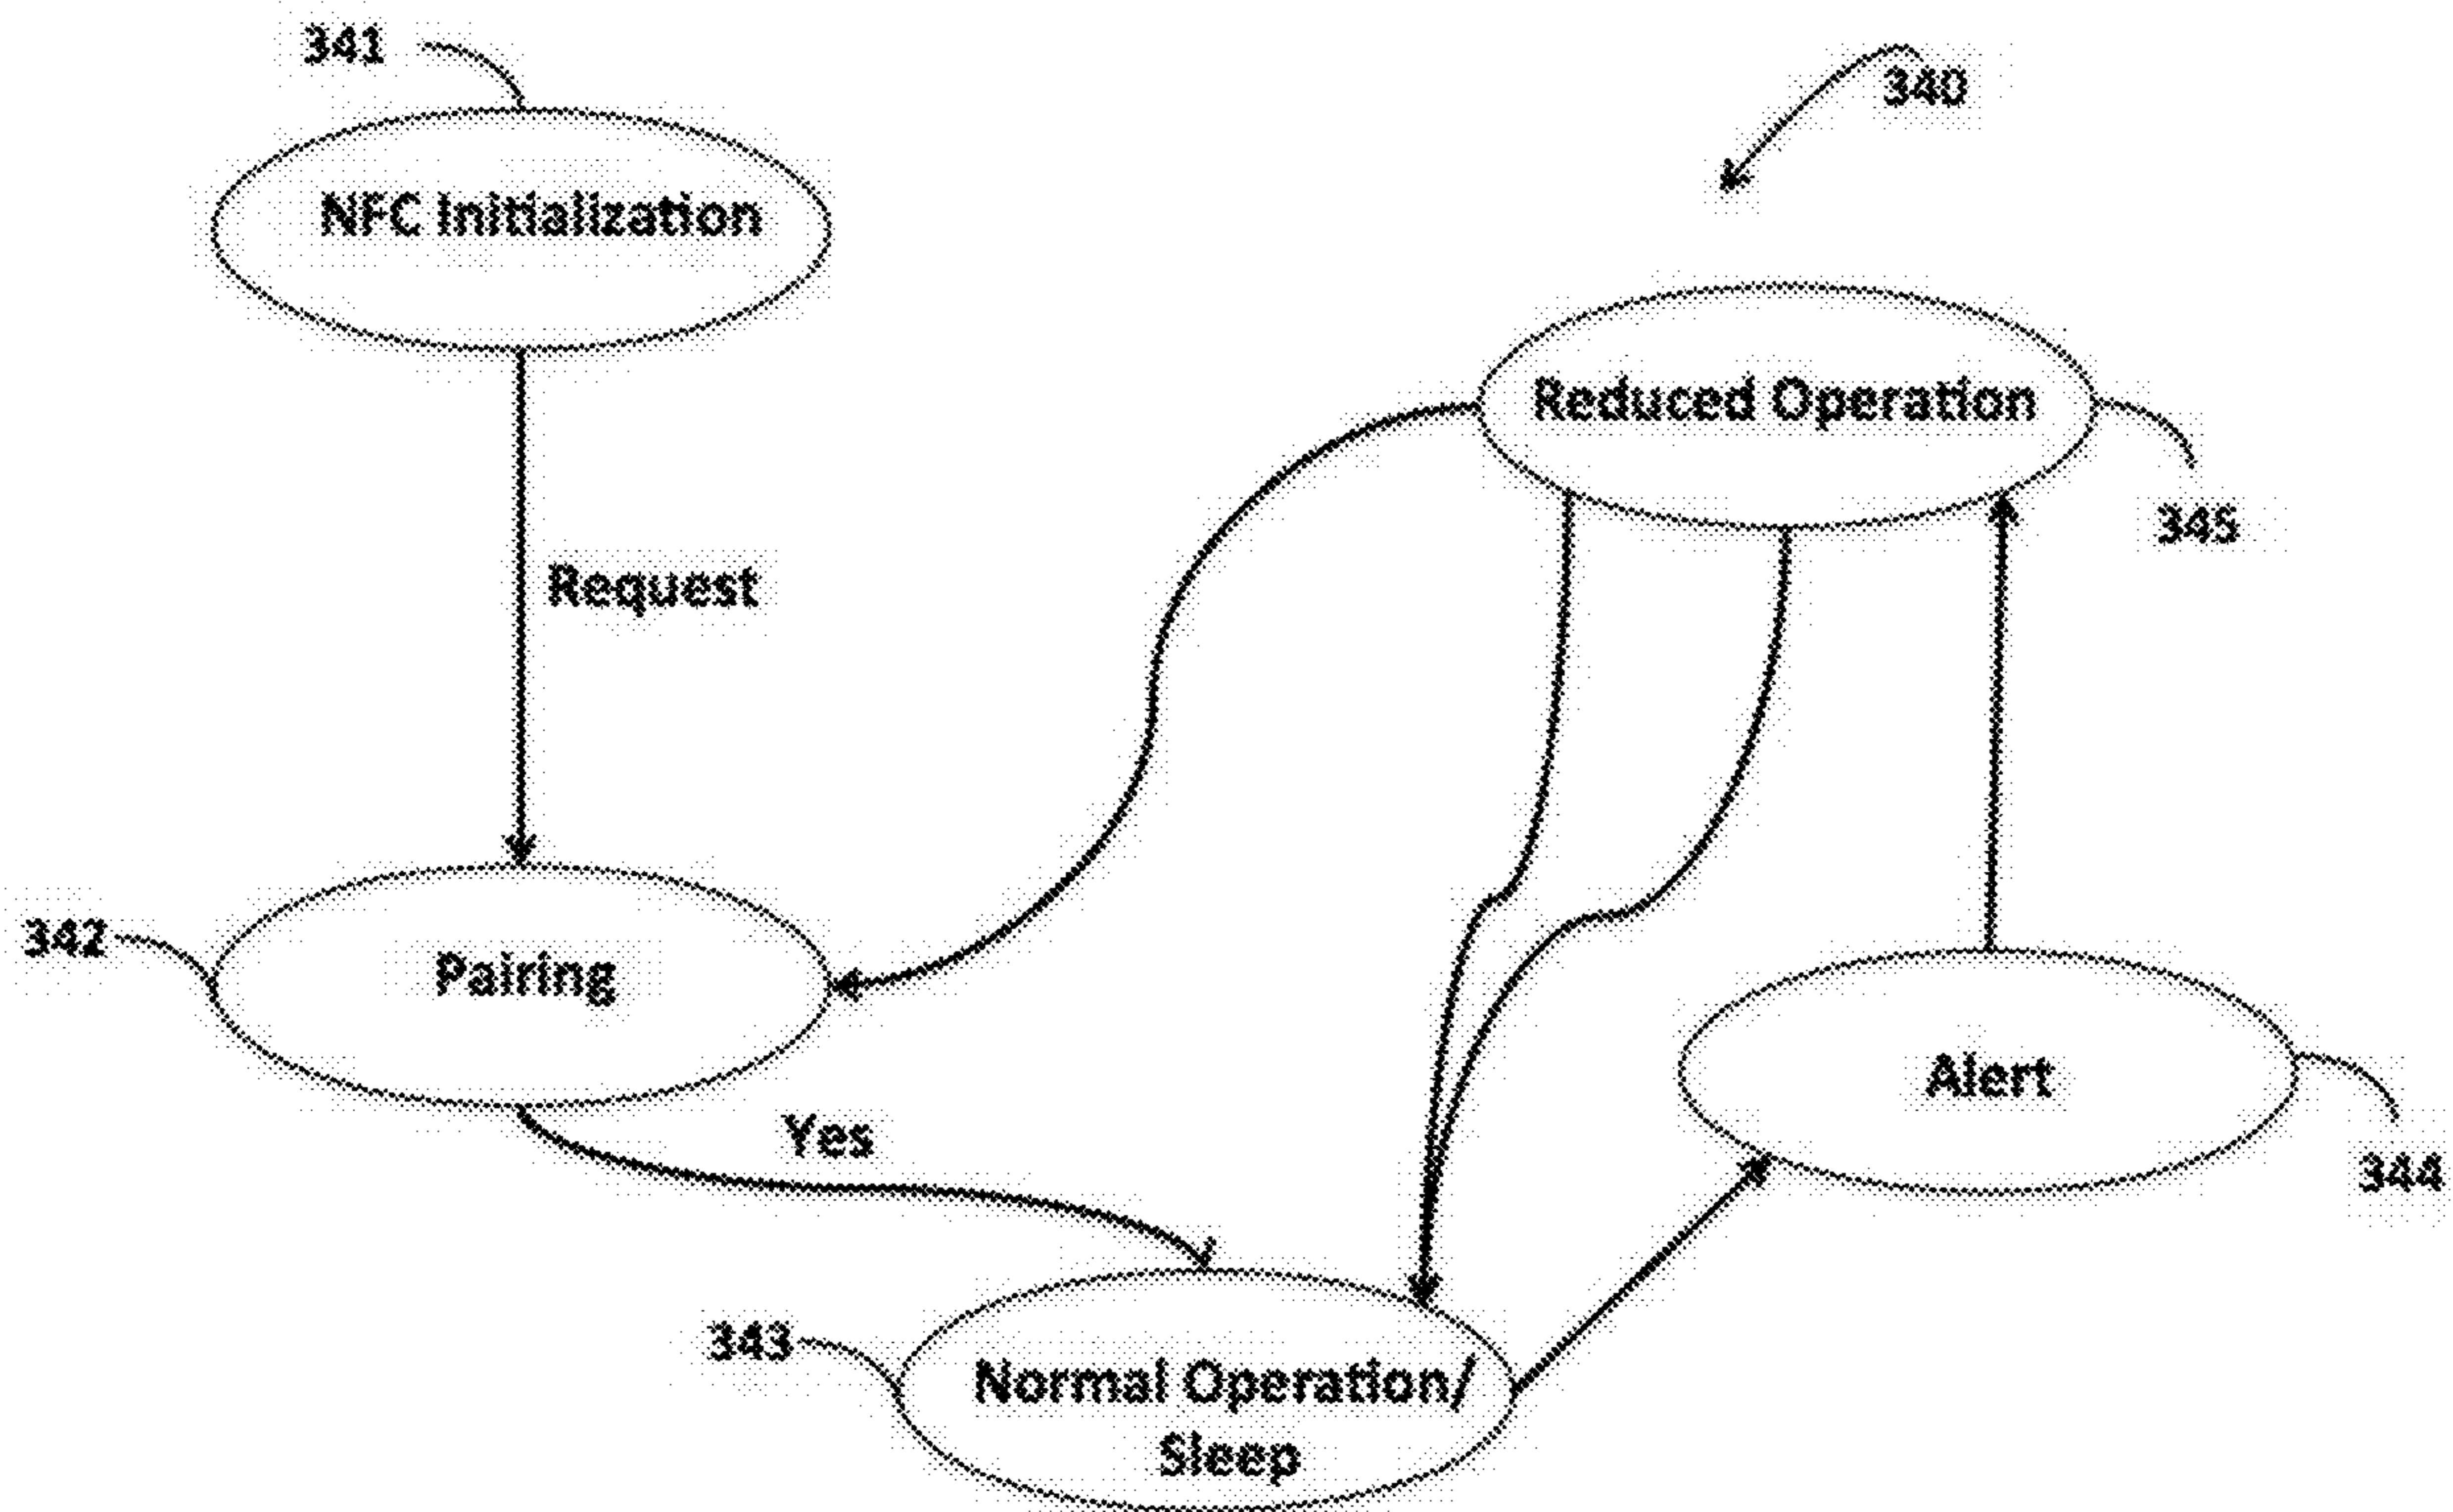 341
340
NFC Initialization
Reduced Operation
345
Request
342
Pairing
Alert
Yes
344
343
Normal Operation/
Sleep